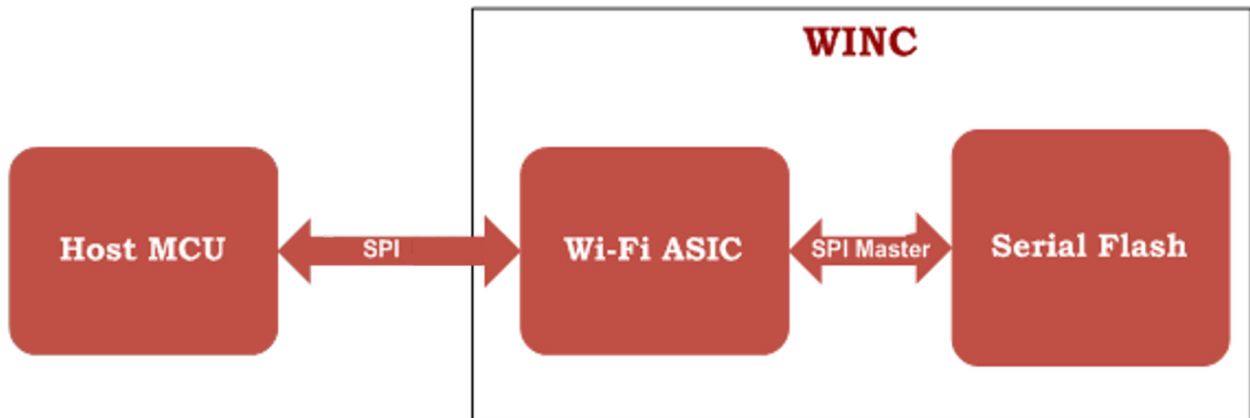 WINC
Host MCU
SPI
Wi-Fi ASIC
SPI Master
Serial Flash